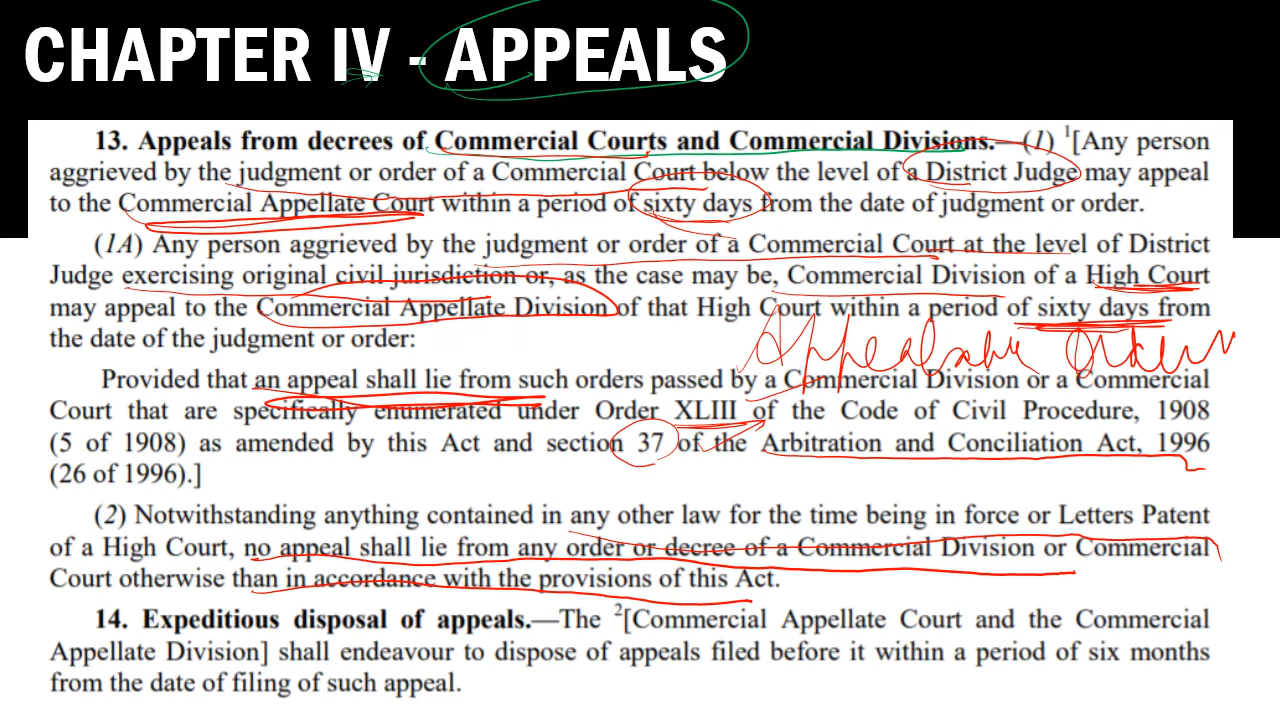 CHAPTER IV - APPEALS
13. Appeals from decrees of Commercial Courts and Commercial Divisions.—(1) 1[Any person
aggrieved by the judgment or order of a Commercial Court below the level of a District Judge may appeal
to the Commercial Appellate Court within a period of sixty days from the date of judgment or order.
(1A) Any person aggrieved by the judgment or order of a Commercial Court at the level of District
Judge exercising original civil jurisdiction or, as the case may be, Commercial Division of a High Court
may appeal to the Commercial Appellate Division of that High Court within a period of sixty days from
the date of the judgment or order:
Appealable Orders
Provided that an appeal shall lie from such orders passed by a Commercial Division or a Commercial
Court that are specifically enumerated under Order XLIII of the Code of Civil Procedure, 1908
(5 of 1908) as amended by this Act and section 37 of the Arbitration and Conciliation Act, 1996
(26 of 1996).]
(2) Notwithstanding anything contained in any other law for the time being in force or Letters Patent
of a High Court, no appeal shall lie from any order or decree of a Commercial Division or Commercial
Court otherwise than in accordance with the provisions of this Act.
14. Expeditious disposal of appeals.—The 2[Commercial Appellate Court and the Commercial
Appellate Division] shall endeavour to dispose of appeals filed before it within a period of six months
from the date of filing of such appeal.